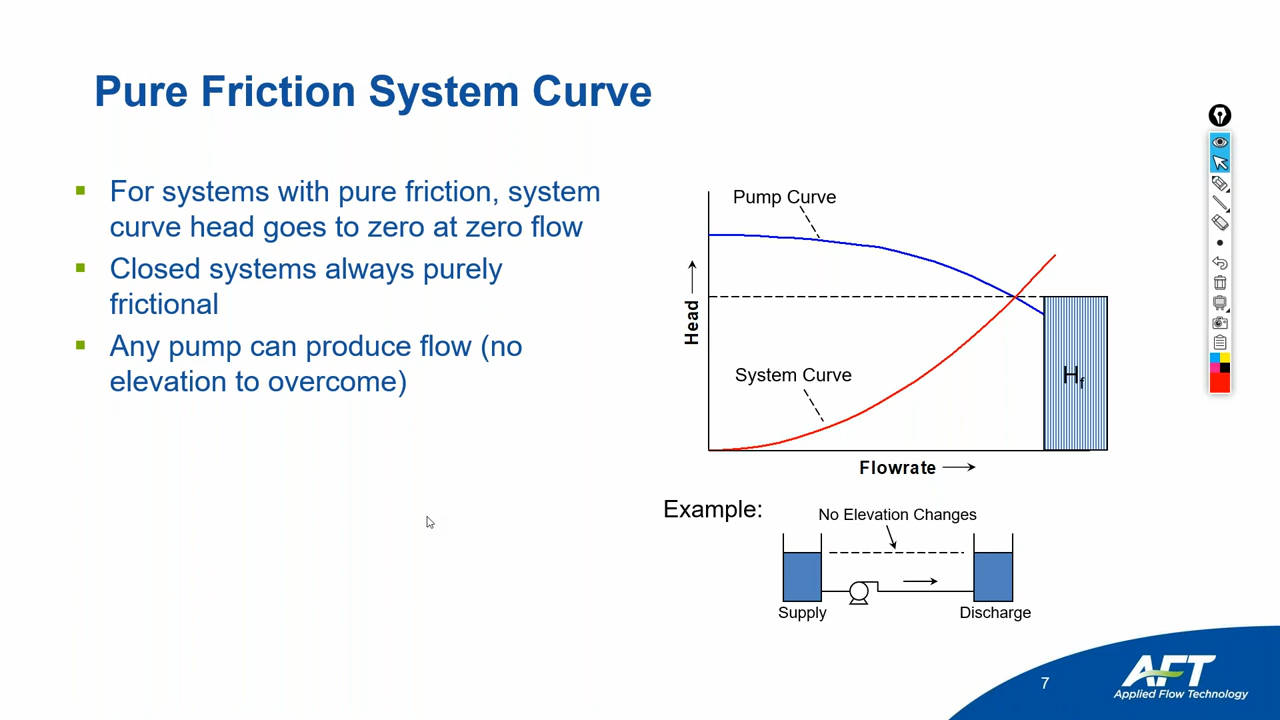 Pure Friction System Curve
For systems with pure friction, system
curve head goes to zero at zero flow
Closed systems always purely
frictional
Any pump can produce flow (no
elevation to overcome)
Pump Curve
Head
System Curve
Hf
Flowrate
Example:
No Elevation Changes
Supply
Discharge
7
AFT
Applied Flow Technology